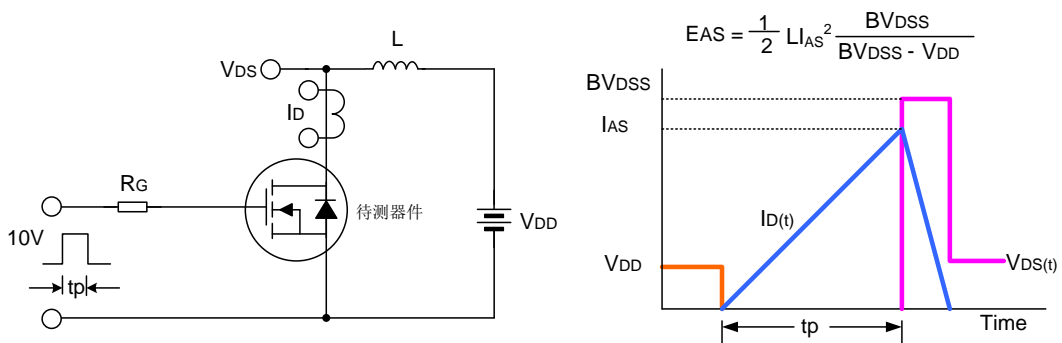 VDS
L
ID
RG
10V
tp
待测器件
VDD
EAS = 1/2 LIAS² BVDSS / BVDSS - VDD
BVDSS
IAS
ID(t)
VDD
VDS(t)
tp
Time